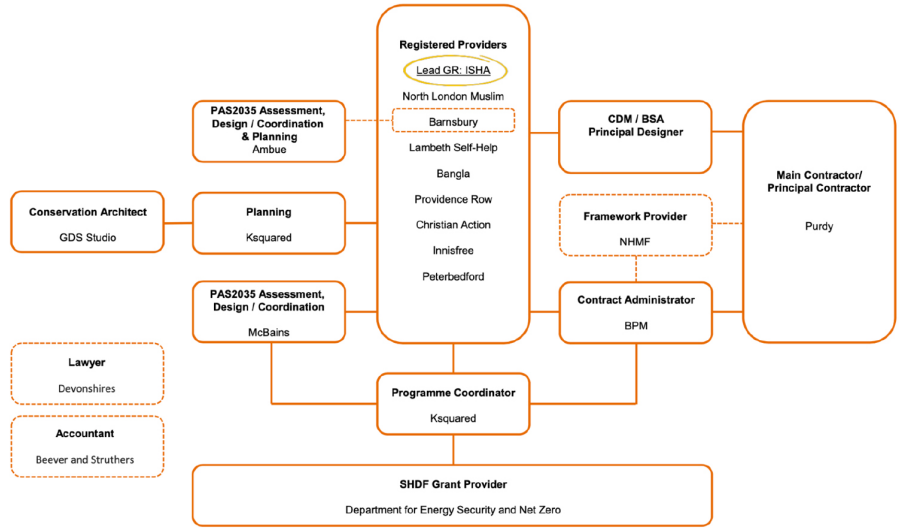 Registered Providers
Lead GR: ISHA
North London Muslim
Barnsbury
Lambeth Self-Help
Bangla
Providence Row
Christian Action
Innisfree
Peterbedford
PAS2035 Assessment,
Design / Coordination
& Planning
Ambue
CDM / BSA
Principal Designer
Main Contractor/
Principal Contractor
Purdy
Conservation Architect
GDS Studio
Planning
Ksquared
Framework Provider
NHMF
PAS2035 Assessment,
Design / Coordination
McBains
Contract Administrator
BPM
Lawyer
Devonshires
Programme Coordinator
Ksquared
Accountant
Beever and Struthers
SHDF Grant Provider
Department for Energy Security and Net Zero